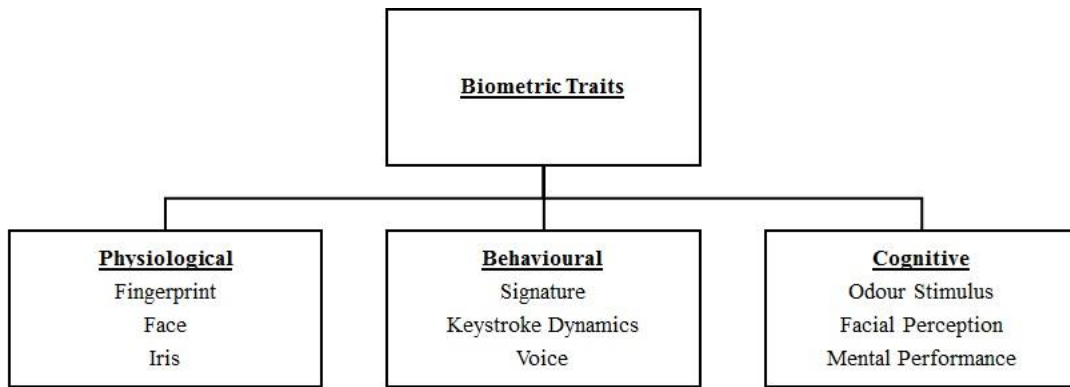 Biometric Traits
Physiological
Fingerprint
Face
Iris
Behavioural
Signature
Keystroke Dynamics
Voice
Cognitive
Odour Stimulus
Facial Perception
Mental Performance